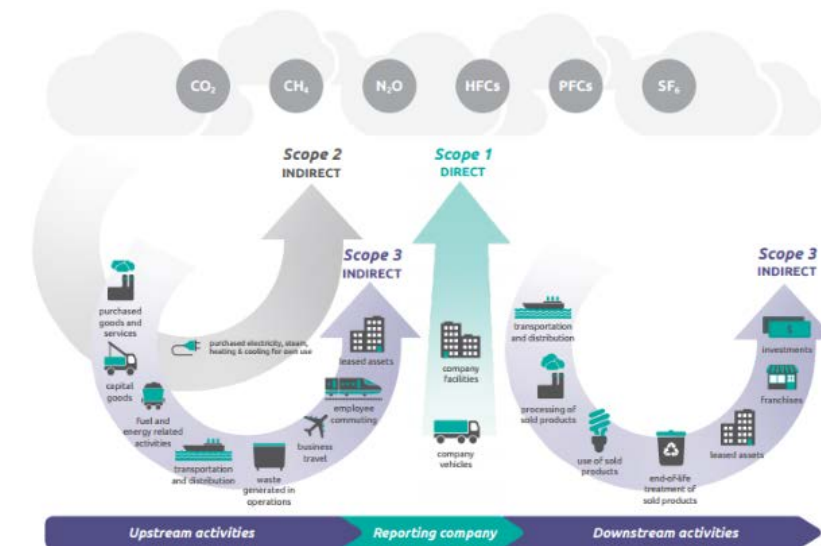 CO₂
CH₄
N₂O
HFCs
PFCs
SF₆
Scope 2
INDIRECT
Scope 1
DIRECT
Scope 3
INDIRECT
Scope 3
INDIRECT
purchased
goods and
services
capital
goods
fuel and
energy related
activities
transportation
and distribution
waste
generated in
operations
business
travel
employee
commuting
leased assets
purchased electricity, steam,
heating & cooling for own use
company
facilities
company
vehicles
transportation
and distribution
processing of
sold products
use of sold
products
end-of-life
treatment of
sold products
leased assets
franchises
investments
$
Upstream activities
Reporting company
Downstream activities